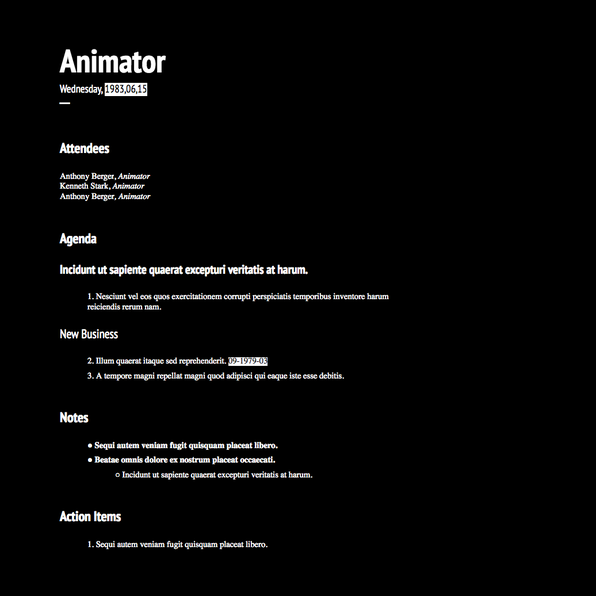 Animator
Wednesday, 1983,06,15
Attendees
Anthony Berger, Animator
Kenneth Stark, Animator
Anthony Berger, Animator
Agenda
Incidunt ut sapiente quaerat excepturi veritatis at harum.
1. Nesciunt vel eos quos exercitationem corrupti perspiciatis temporibus inventore harum
reiciendis rerum nam.
New Business
2. Illum quaerat itaque sed reprehenderit. 09-1979-03
3. A tempore magni repellat magni quod adipisci qui eaque iste esse debitis.
Notes
● Sequi autem veniam fugit quisquam placeat libero.
● Beatae omnis dolore ex nostrum placeat occaecati.
○ Incidunt ut sapiente quaerat excepturi veritatis at harum.
Action Items
1. Sequi autem veniam fugit quisquam placeat libero.